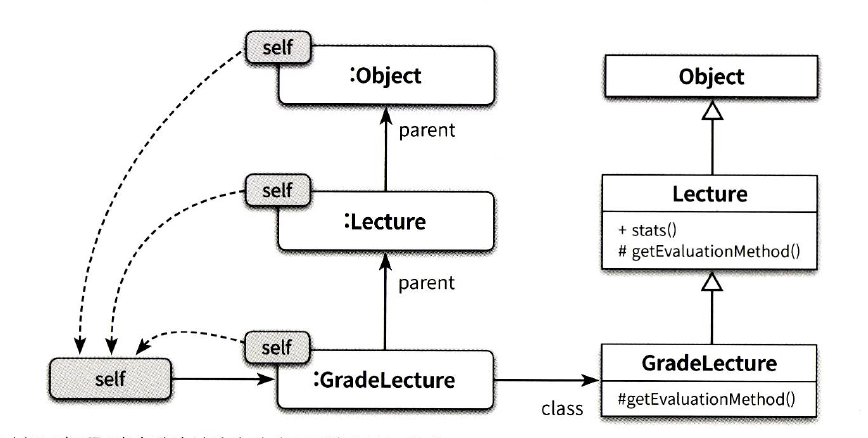 self
:Object
Object
parent
self
:Lecture
Lecture
+ stats()
# getEvaluationMethod()
parent
self
self
:GradeLecture
class
GradeLecture
#getEvaluationMethod()